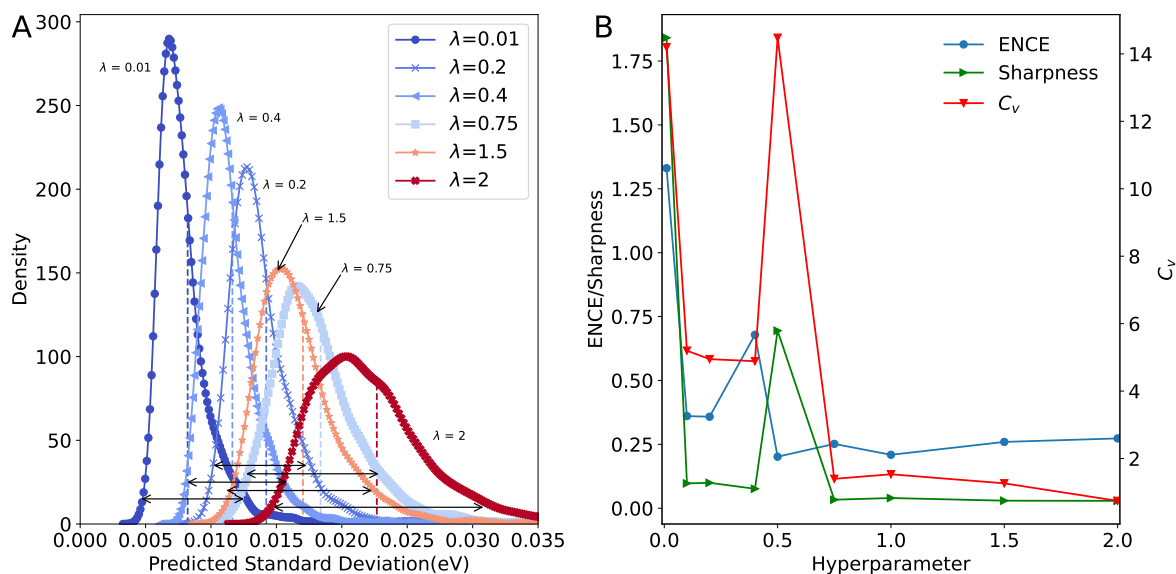 A
300
250
200
150
100
50
0
Density
λ = 0.01
λ = 0.4
λ = 0.2
λ = 1.5
λ = 0.75
λ = 2
λ=0.01
λ=0.2
λ=0.4
λ=0.75
λ=1.5
λ=2
0.000 0.005 0.010 0.015 0.020 0.025 0.030 0.035
Predicted Standard Deviation(eV)
B
1.75
1.50
1.25
1.00
0.75
0.50
0.25
0.00
ENCE/Sharpness
ENCE
Sharpness
Cᵥ
14
12
10
8
6
4
2
Cᵥ
0.0 0.5 1.0 1.5 2.0
Hyperparameter